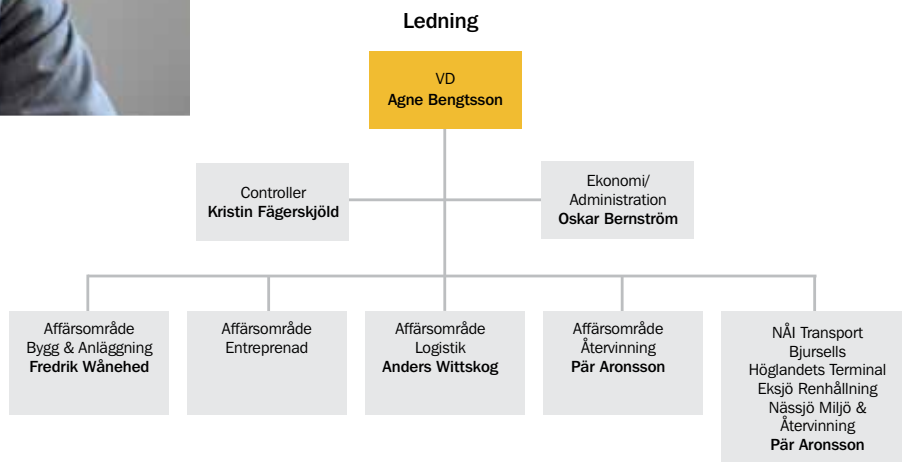 Ledning
VD
Agne Bengtsson
Controller
Kristin Fägerskjöld
Ekonomi/
Administration
Oskar Bernström
Affärsområde
Bygg & Anläggning
Fredrik Wånehed
Affärsområde
Entreprenad
Affärsområde
Logistik
Anders Wittskog
Affärsområde
Återvinning
Pär Aronsson
NÅI Transport
Bjursells
Höglandets Terminal
Eksjö Renhållning
Nässjö Miljö &
Återvinning
Pär Aronsson